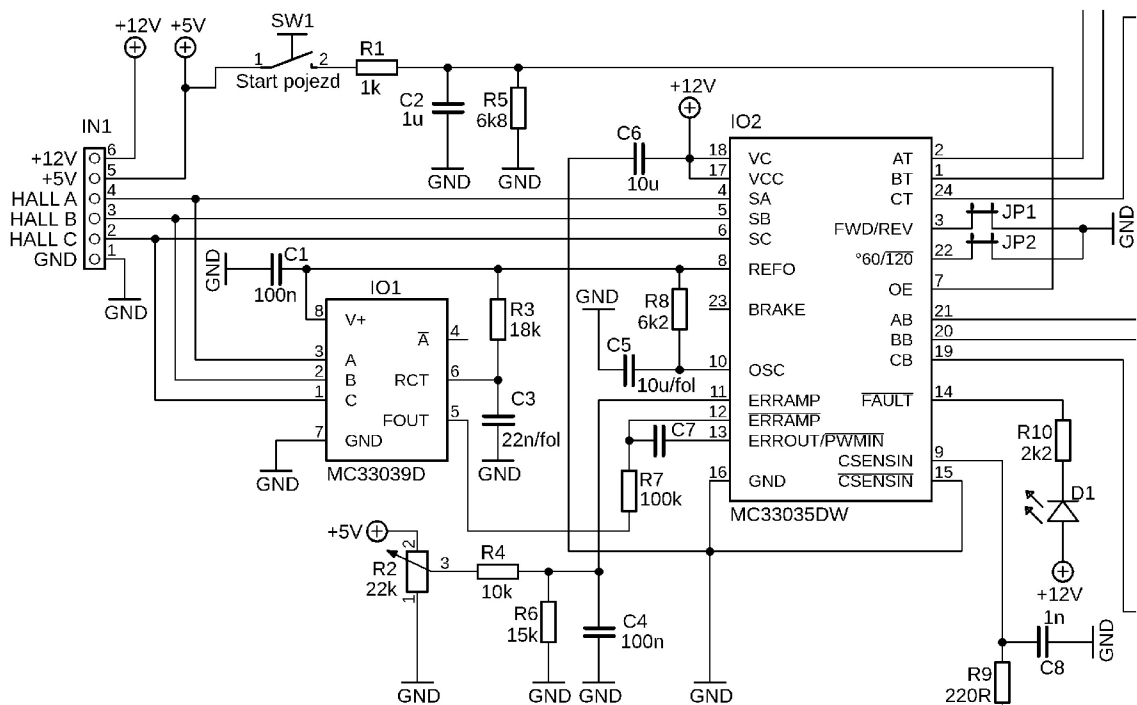 +12V
+5V
SW1
1
2
Start pojezd
R1
1k
C2
1u
R5
6k8
GND
GND
+12V
C6
10u
IN1
+12V
+5V
HALL A
HALL B
HALL C
GND
6
5
4
3
2
1
GND
IO2
18 VC
17 VCC
4 SA
5 SB
6 SC
8 REFO
23 BRAKE
10 OSC
11 ERRAMP
12 ERRAMP
13 ERROUT/PWMIN
16 GND
AT 2
BT 1
CT 24
FWD/REV 3
°60/120 22
OE 7
AB 21
BB 20
CB 19
FAULT 14
CSENSIN 9
CSENSIN 15
MC33035DW
JP1
JP2
GND
GND
C1
100n
IO1
8 V+
3 A
2 B
1 C
7 GND
A 4
RCT 6
FOUT 5
MC33039D
GND
R3
18k
C3
22n/fol
GND
GND
R8
6k2
C5
10u/fol
C7
R7
100k
+5V
R2
22k
2
3
1
GND
R4
10k
R6
15k
GND
C4
100n
GND
GND
R10
2k2
D1
+12V
1n
C8
GND
R9
220R